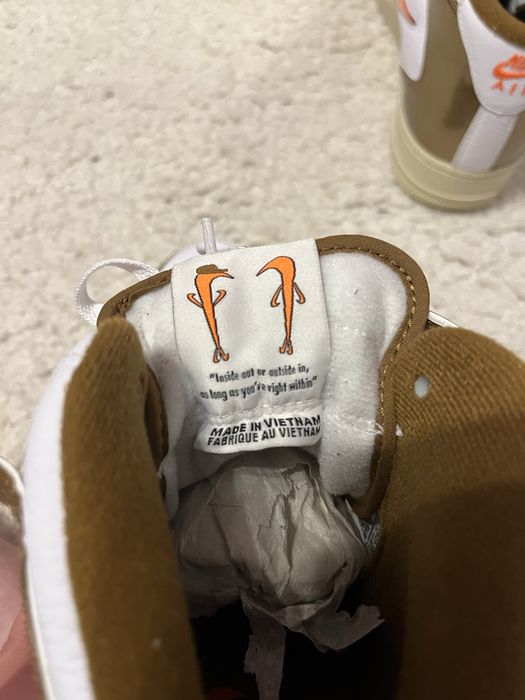 NIKE
AIR
"Inside out or outside in,
as long as you're right within"
MADE IN VIETNAM
FABRIQUE AU VIETNAM